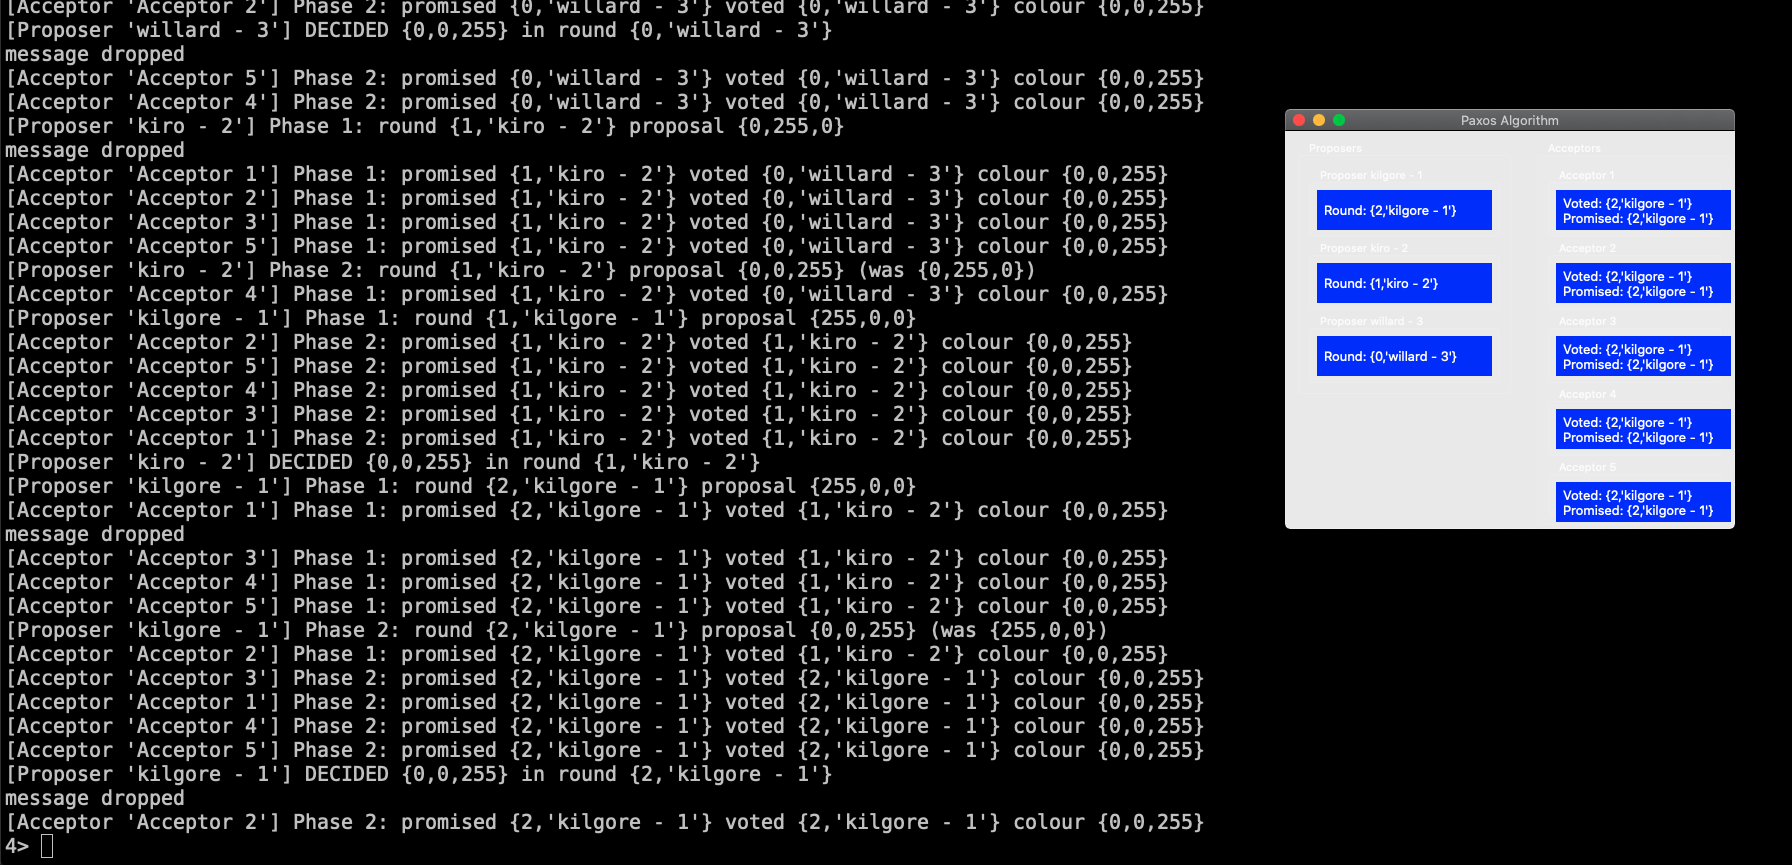 [Acceptor 'Acceptor 2'] Phase 2: promised {0,'willard - 3'} voted {0,'willard - 3'} colour {0,0,255}
[Proposer 'willard - 3'] DECIDED {0,0,255} in round {0,'willard - 3'}
message dropped
[Acceptor 'Acceptor 5'] Phase 2: promised {0,'willard - 3'} voted {0,'willard - 3'} colour {0,0,255}
[Acceptor 'Acceptor 4'] Phase 2: promised {0,'willard - 3'} voted {0,'willard - 3'} colour {0,0,255}
[Proposer 'kiro - 2'] Phase 1: round {1,'kiro - 2'} proposal {0,255,0}
message dropped
[Acceptor 'Acceptor 1'] Phase 1: promised {1,'kiro - 2'} voted {0,'willard - 3'} colour {0,0,255}
[Acceptor 'Acceptor 2'] Phase 1: promised {1,'kiro - 2'} voted {0,'willard - 3'} colour {0,0,255}
[Acceptor 'Acceptor 3'] Phase 1: promised {1,'kiro - 2'} voted {0,'willard - 3'} colour {0,0,255}
[Acceptor 'Acceptor 5'] Phase 1: promised {1,'kiro - 2'} voted {0,'willard - 3'} colour {0,0,255}
[Proposer 'kiro - 2'] Phase 2: round {1,'kiro - 2'} proposal {0,0,255} (was {0,255,0})
[Acceptor 'Acceptor 4'] Phase 1: promised {1,'kiro - 2'} voted {0,'willard - 3'} colour {0,0,255}
[Proposer 'kilgore - 1'] Phase 1: round {1,'kilgore - 1'} proposal {255,0,0}
[Acceptor 'Acceptor 2'] Phase 2: promised {1,'kiro - 2'} voted {1,'kiro - 2'} colour {0,0,255}
[Acceptor 'Acceptor 5'] Phase 2: promised {1,'kiro - 2'} voted {1,'kiro - 2'} colour {0,0,255}
[Acceptor 'Acceptor 4'] Phase 2: promised {1,'kiro - 2'} voted {1,'kiro - 2'} colour {0,0,255}
[Acceptor 'Acceptor 3'] Phase 2: promised {1,'kiro - 2'} voted {1,'kiro - 2'} colour {0,0,255}
[Acceptor 'Acceptor 1'] Phase 2: promised {1,'kiro - 2'} voted {1,'kiro - 2'} colour {0,0,255}
[Proposer 'kiro - 2'] DECIDED {0,0,255} in round {1,'kiro - 2'}
[Proposer 'kilgore - 1'] Phase 1: round {2,'kilgore - 1'} proposal {255,0,0}
[Acceptor 'Acceptor 1'] Phase 1: promised {2,'kilgore - 1'} voted {1,'kiro - 2'} colour {0,0,255}
message dropped
[Acceptor 'Acceptor 3'] Phase 1: promised {2,'kilgore - 1'} voted {1,'kiro - 2'} colour {0,0,255}
[Acceptor 'Acceptor 4'] Phase 1: promised {2,'kilgore - 1'} voted {1,'kiro - 2'} colour {0,0,255}
[Acceptor 'Acceptor 5'] Phase 1: promised {2,'kilgore - 1'} voted {1,'kiro - 2'} colour {0,0,255}
[Proposer 'kilgore - 1'] Phase 2: round {2,'kilgore - 1'} proposal {0,0,255} (was {255,0,0})
[Acceptor 'Acceptor 2'] Phase 1: promised {2,'kilgore - 1'} voted {1,'kiro - 2'} colour {0,0,255}
[Acceptor 'Acceptor 3'] Phase 2: promised {2,'kilgore - 1'} voted {2,'kilgore - 1'} colour {0,0,255}
[Acceptor 'Acceptor 1'] Phase 2: promised {2,'kilgore - 1'} voted {2,'kilgore - 1'} colour {0,0,255}
[Acceptor 'Acceptor 4'] Phase 2: promised {2,'kilgore - 1'} voted {2,'kilgore - 1'} colour {0,0,255}
[Acceptor 'Acceptor 5'] Phase 2: promised {2,'kilgore - 1'} voted {2,'kilgore - 1'} colour {0,0,255}
[Proposer 'kilgore - 1'] DECIDED {0,0,255} in round {2,'kilgore - 1'}
message dropped
[Acceptor 'Acceptor 2'] Phase 2: promised {2,'kilgore - 1'} voted {2,'kilgore - 1'} colour {0,0,255}
4>
Paxos Algorithm
Proposers
Proposer kilgore - 1
Round: {2,'kilgore - 1'}
Proposer kiro - 2
Round: {1,'kiro - 2'}
Proposer willard - 3
Round: {0,'willard - 3'}
Acceptors
Acceptor 1
Voted: {2,'kilgore - 1'}
Promised: {2,'kilgore - 1'}
Acceptor 2
Voted: {2,'kilgore - 1'}
Promised: {2,'kilgore - 1'}
Acceptor 3
Voted: {2,'kilgore - 1'}
Promised: {2,'kilgore - 1'}
Acceptor 4
Voted: {2,'kilgore - 1'}
Promised: {2,'kilgore - 1'}
Acceptor 5
Voted: {2,'kilgore - 1'}
Promised: {2,'kilgore - 1'}